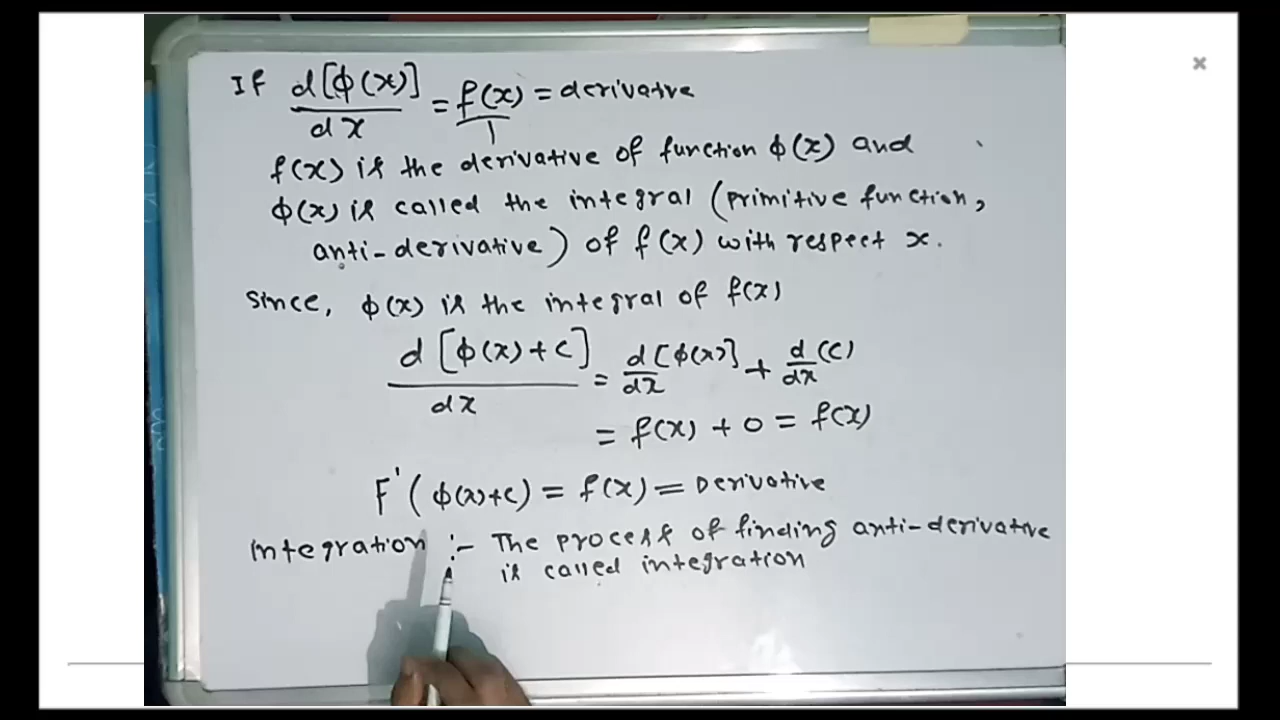 If d[ϕ(x)]/dx = f(x)/1 = derivative
f(x) is the derivative of function ϕ(x) and
ϕ(x) is called the integral (primitive function,
anti-derivative) of f(x) with respect x.
Since, ϕ(x) is the integral of f(x)
d[ϕ(x)+c]/dx = d/dx[ϕ(x)] + d/dx(c)
= f(x) + 0 = f(x)
F'(ϕ(x)+c) = f(x) = Derivative
Integration :- The process of finding anti-derivative
is called integration